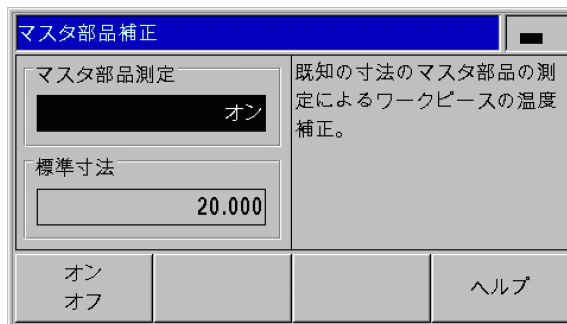 マスタ部品補正
マスタ部品測定
オン
標準寸法
20.000
既知の寸法のマスタ部品の測
定によるワークピースの温度
補正。
オン
オフ
ヘルプ